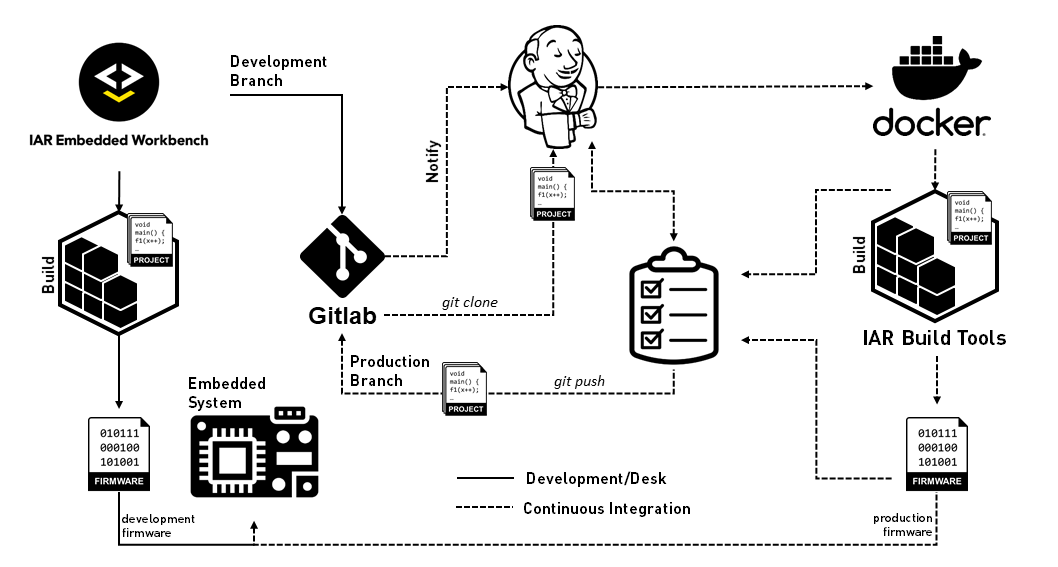 Development
Branch
IAR Embedded Workbench
docker
Notify
void
main() {
f1(x++);
PROJECT
void
main() {
f1(x++);
…
PROJECT
void
main() {
f1(x++);
…
PROJECT
Build
Build
git clone
Gitlab
IAR Build Tools
Production
Branch
void
main() {
f1(x++);
…
PROJECT
git push
Embedded
System
010111
000100
101001
FIRMWARE
010111
000100
101001
FIRMWARE
Development/Desk
Continuous Integration
development
firmware
production
firmware